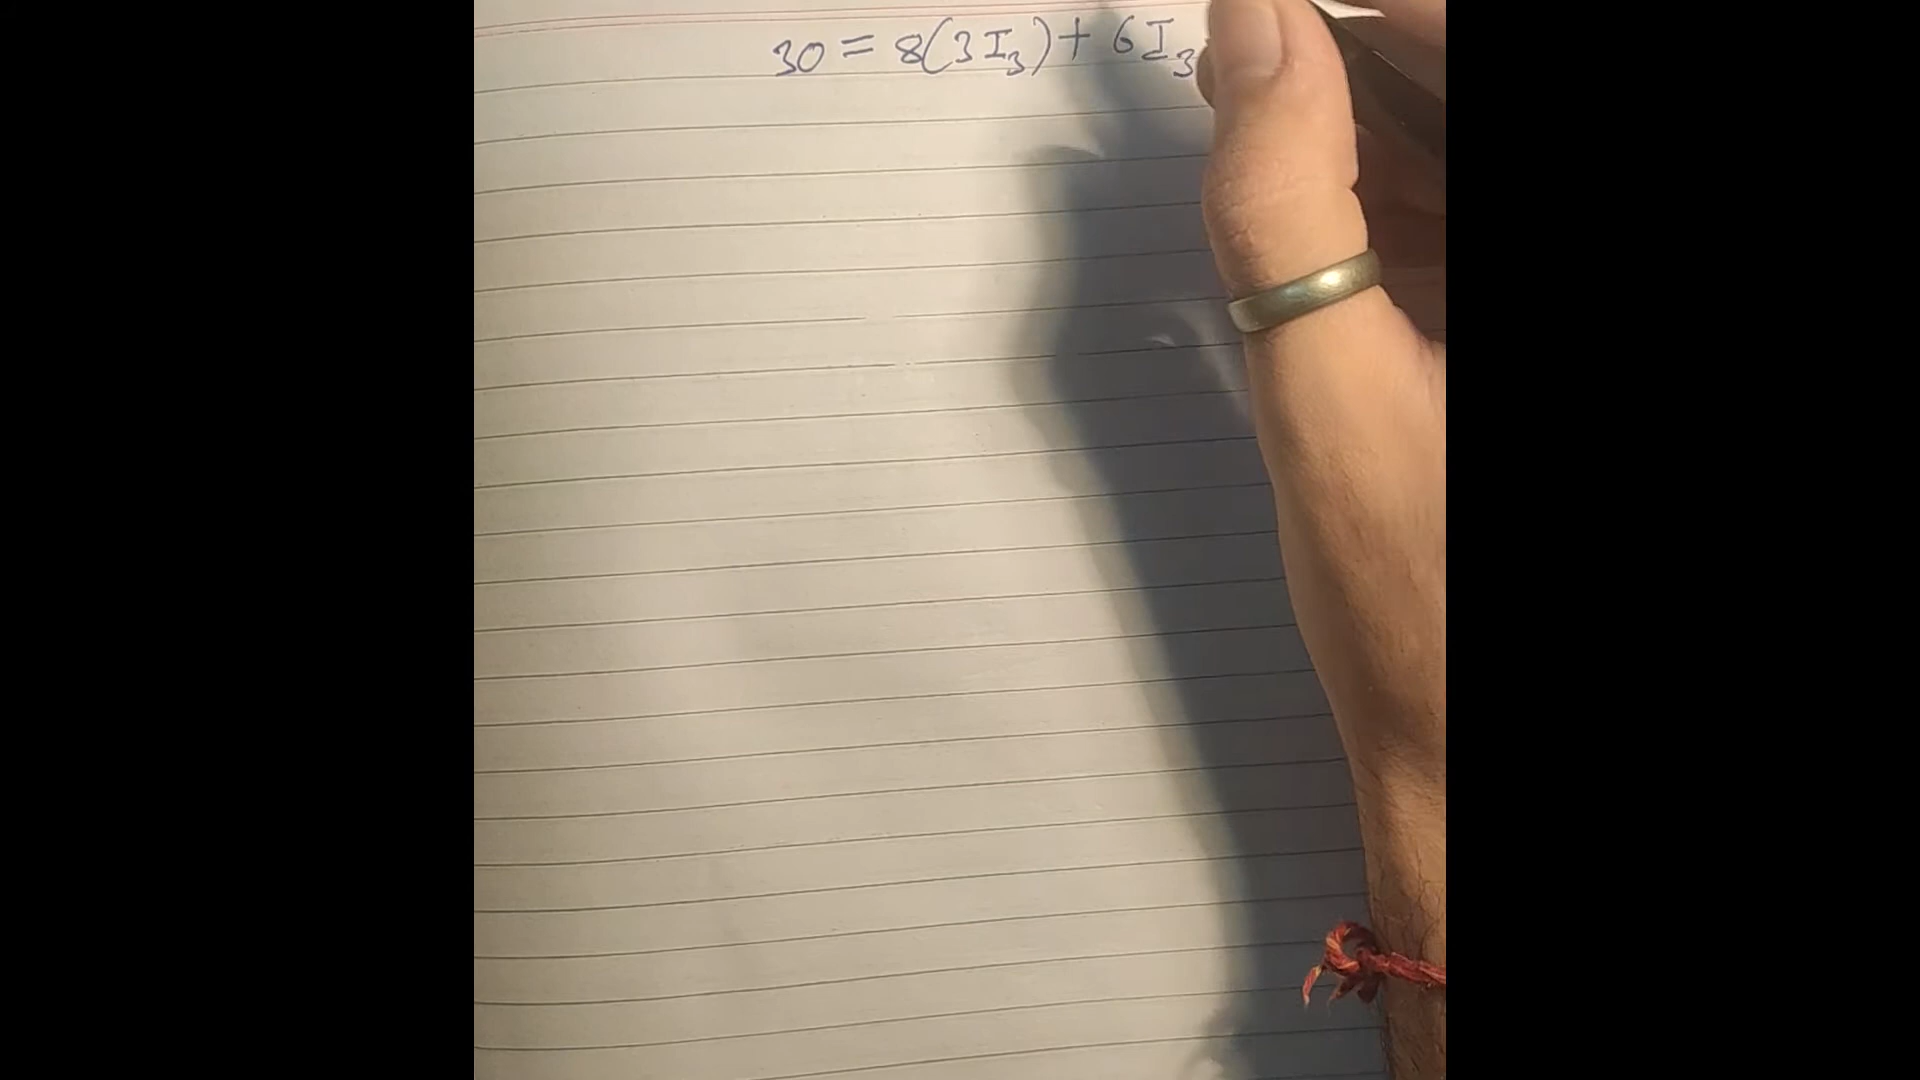 30 = 8(3I₃) + 6I₃